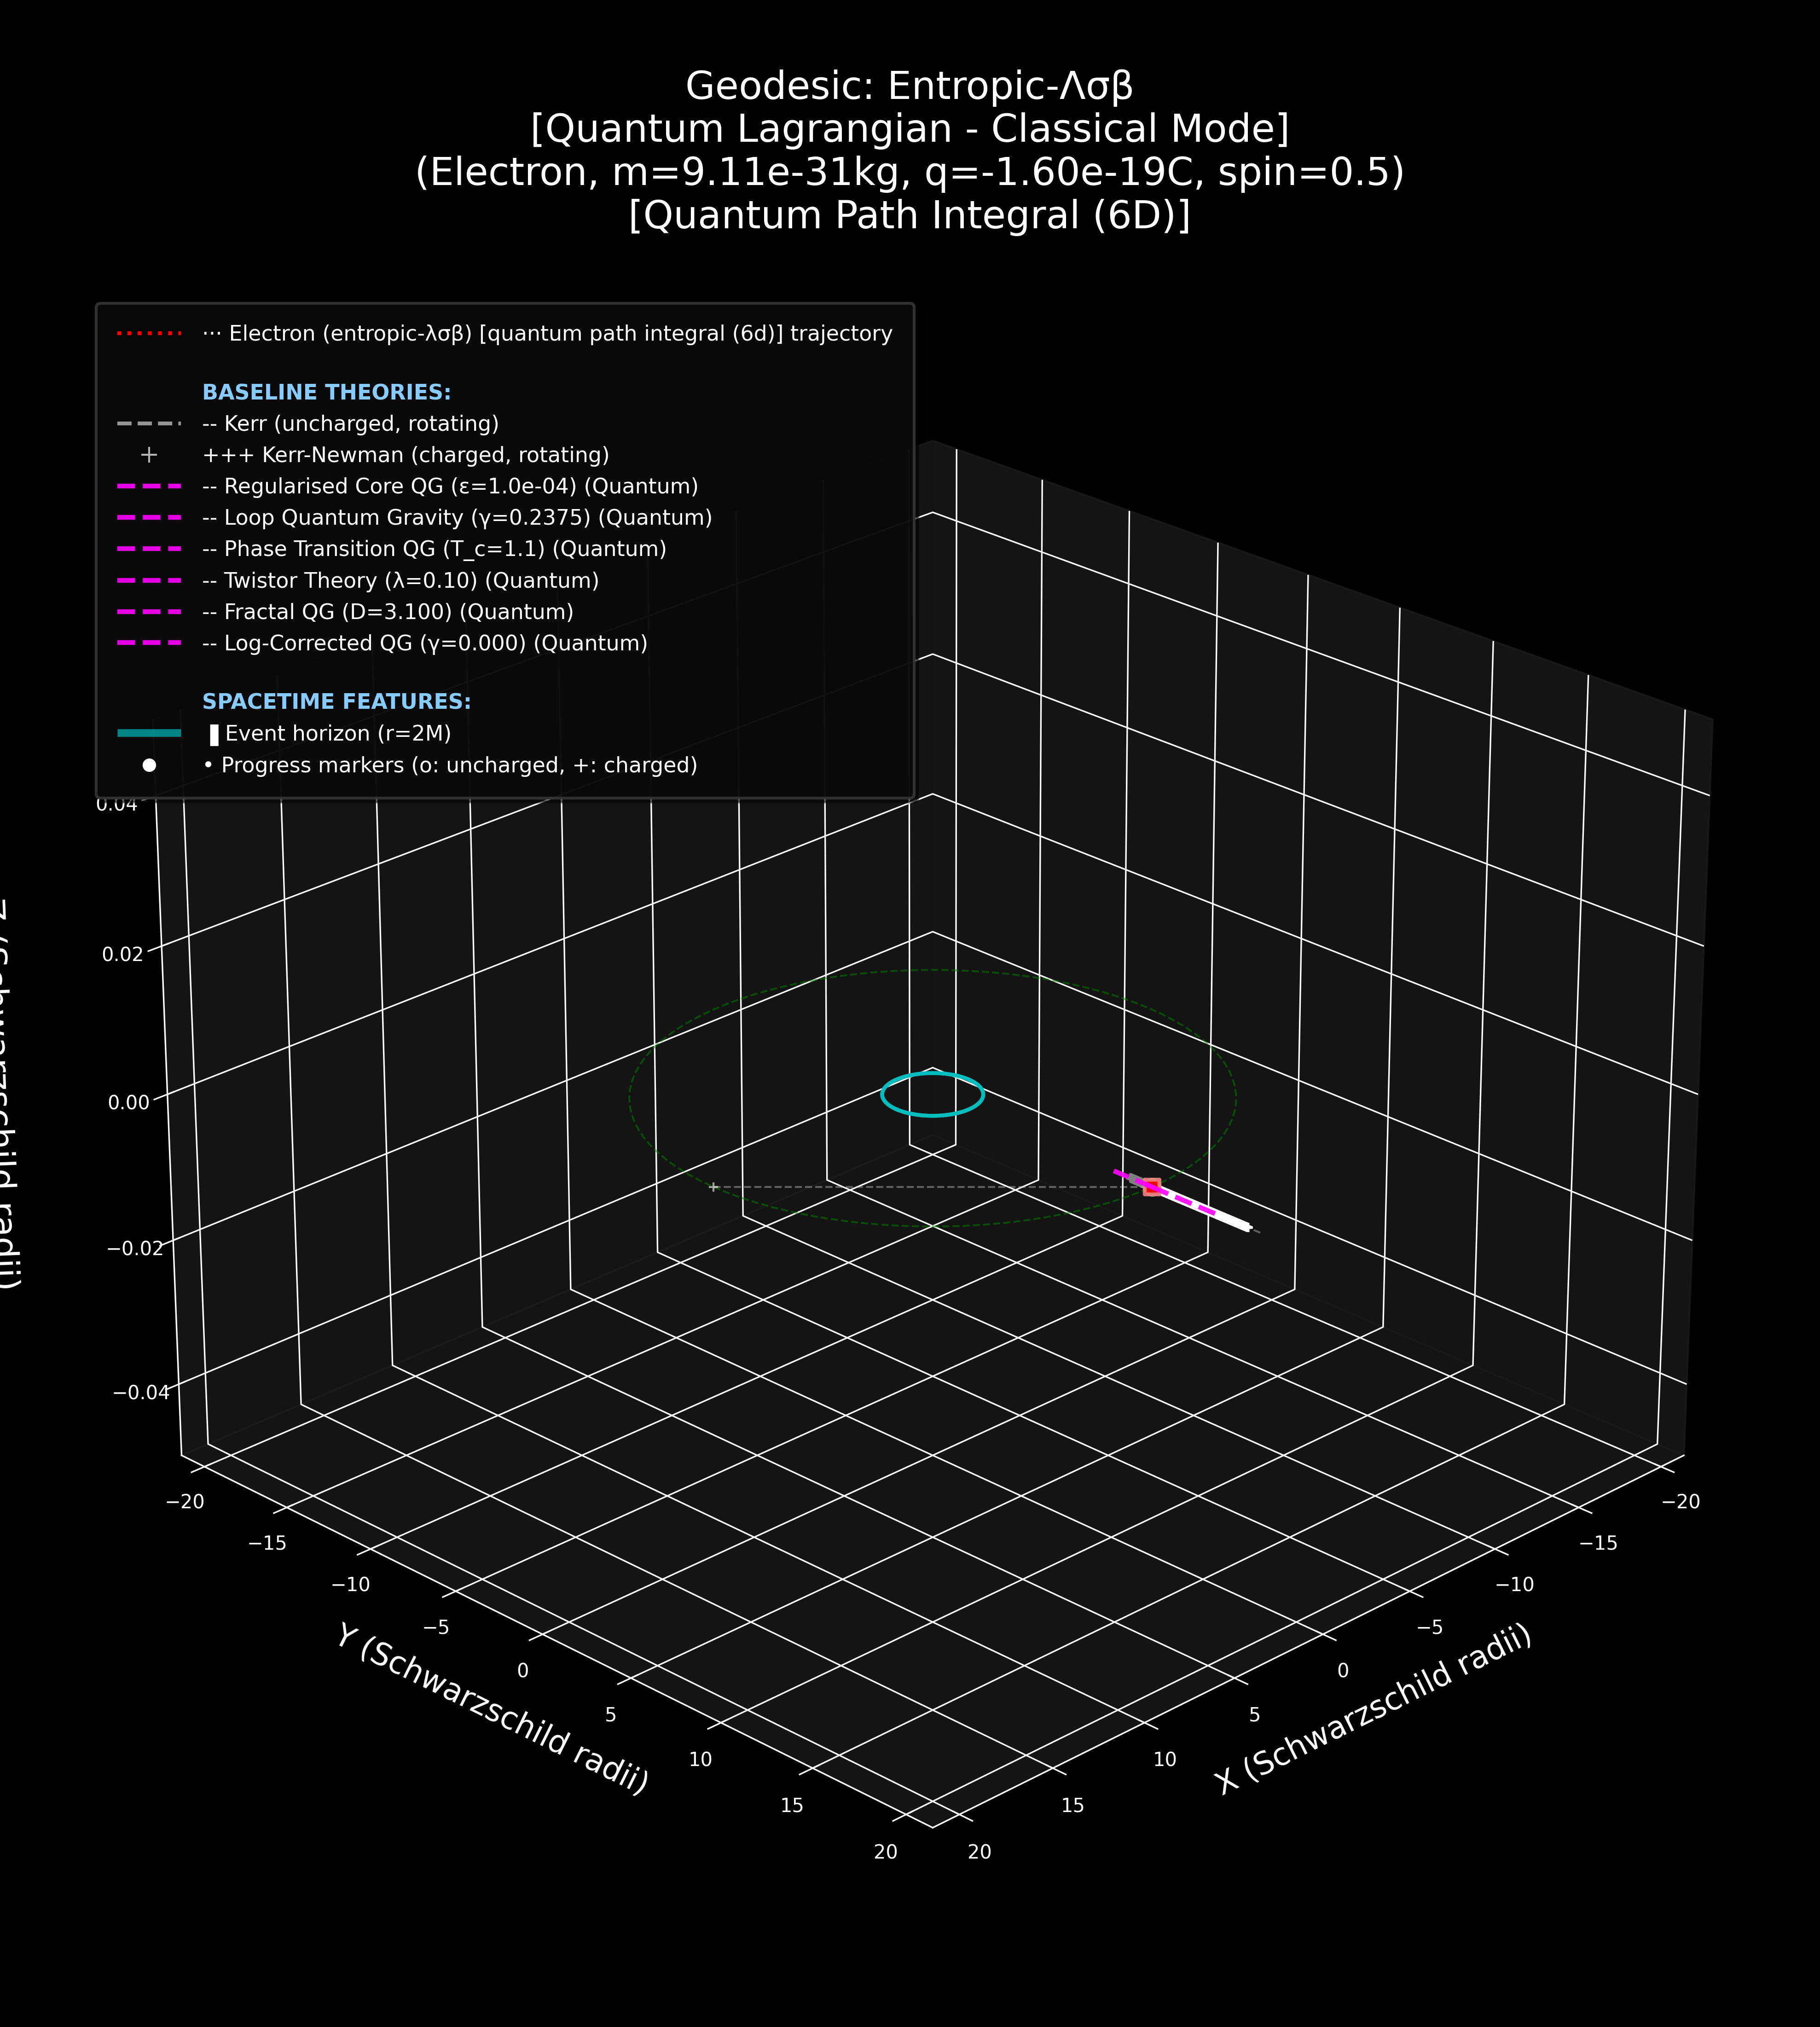 Geodesic: Entropic-Λσβ
[Quantum Lagrangian - Classical Mode]
(Electron, m=9.11e-31kg, q=-1.60e-19C, spin=0.5)
[Quantum Path Integral (6D)]
··· Electron (entropic-λσβ) [quantum path integral (6d)] trajectory
BASELINE THEORIES:
-- Kerr (uncharged, rotating)
+++ Kerr-Newman (charged, rotating)
-- Regularised Core QG (ε=1.0e-04) (Quantum)
-- Loop Quantum Gravity (γ=0.2375) (Quantum)
-- Phase Transition QG (T_c=1.1) (Quantum)
-- Twistor Theory (λ=0.10) (Quantum)
-- Fractal QG (D=3.100) (Quantum)
-- Log-Corrected QG (γ=0.000) (Quantum)
SPACETIME FEATURES:
▌Event horizon (r=2M)
• Progress markers (o: uncharged, +: charged)
0.04
0.02
0.00
−0.02
−0.04
Z (Schwarzschild radii)
−20
−15
−10
−5
0
5
10
15
20
Y (Schwarzschild radii)
20
15
10
5
0
−5
−10
−15
−20
X (Schwarzschild radii)